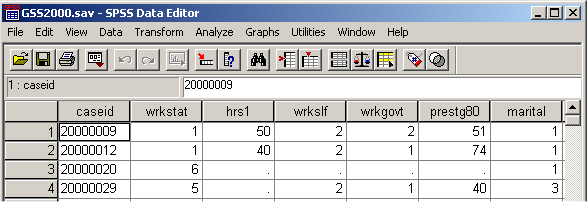 GSS2000.sav - SPSS Data Editor
File Edit View Data Transform Analyze Graphs Utilities Window Help
1 : caseid 20000009
caseid wrkstat hrs1 wrkslf wrkgovt prestg80 marital
1 20000009 1 50 2 2 51 1
2 20000012 1 40 2 1 74 1
3 20000020 6 . . . . 1
4 20000029 5 . 2 1 40 3